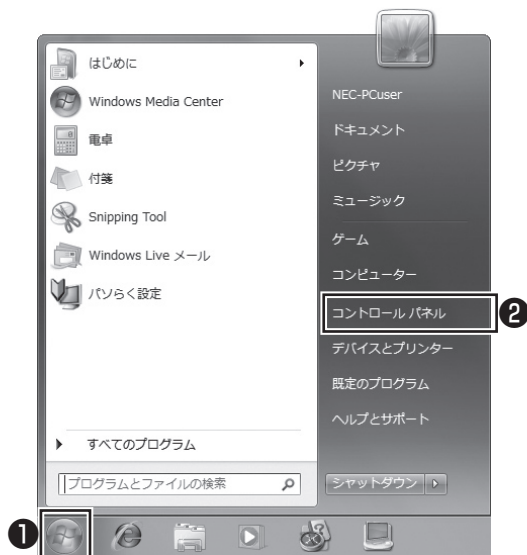 はじめに
Windows Media Center
電卓
付箋
Snipping Tool
Windows Live メール
パソらく設定
すべてのプログラム
プログラムとファイルの検索
NEC-PCuser
ドキュメント
ピクチャ
ミュージック
ゲーム
コンピューター
コントロール パネル
❷
デバイスとプリンター
既定のプログラム
ヘルプとサポート
シャットダウン
❶